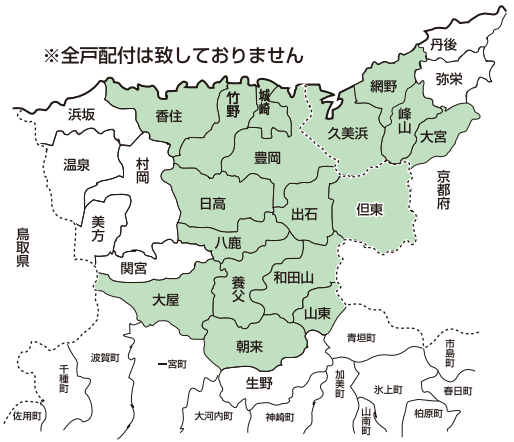 ※全戸配付は致しておりません
丹後
弥栄
網野
峰山
大宮
久美浜
城崎
竹野
香住
浜坂
温泉
村岡
美方
豊岡
日高
出石
但東
京都府
鳥取県
八鹿
関宮
養父
和田山
大屋
山東
朝来
生野
千種町
波賀町
一宮町
佐用町
大河内町
神崎町
加美町
青垣町
氷上町
山南町
柏原町
市島町
春日町